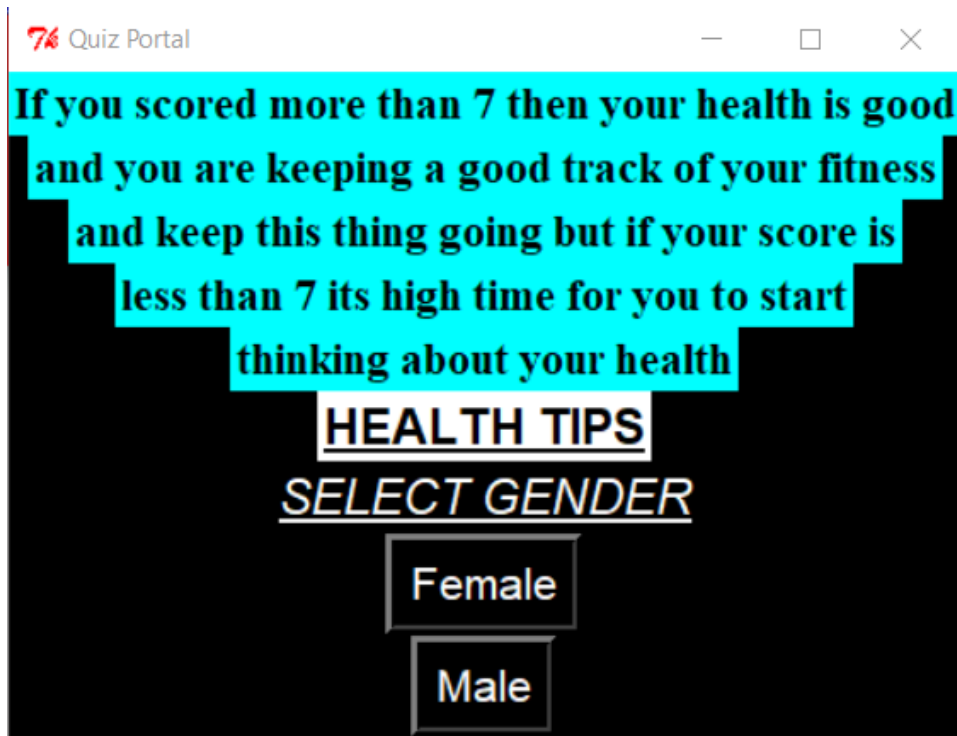 Quiz Portal
If you scored more than 7 then your health is good
and you are keeping a good track of your fitness
and keep this thing going but if your score is
less than 7 its high time for you to start
thinking about your health
HEALTH TIPS
SELECT GENDER
Female
Male